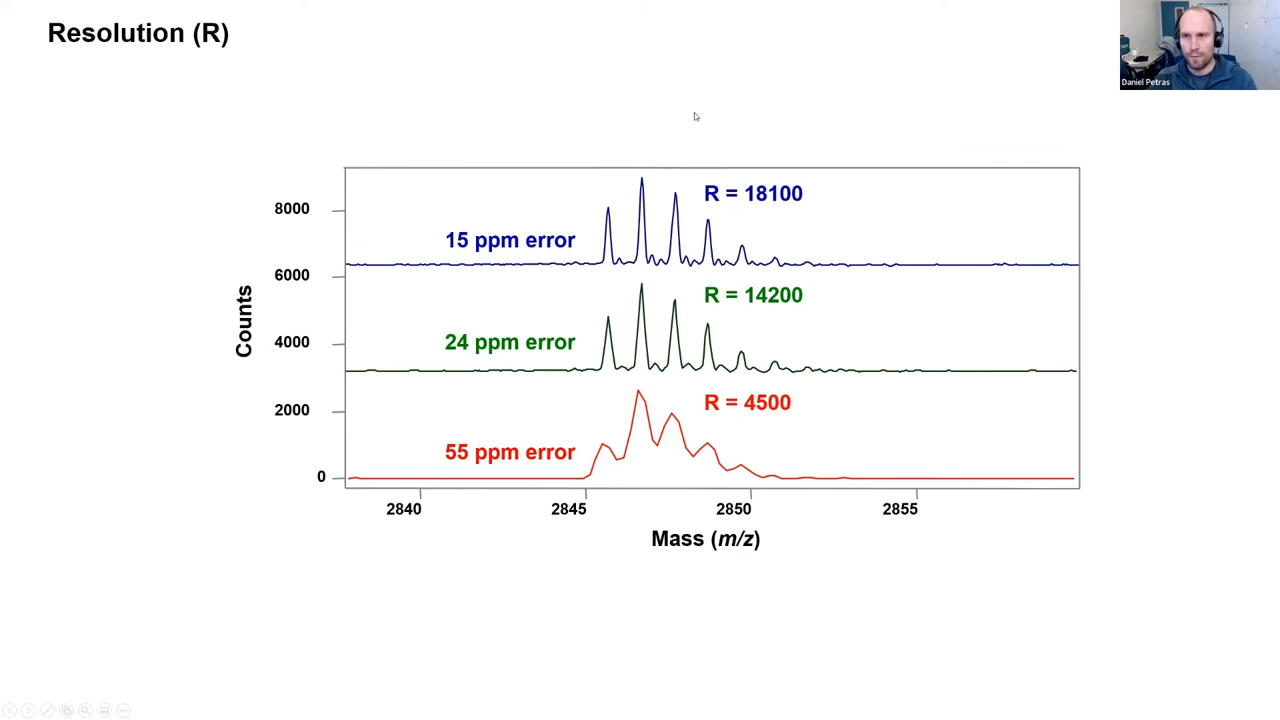 Resolution (R)
Daniel Petras
R = 18100
8000
15 ppm error
6000
R = 14200
4000
24 ppm error
Counts
R = 4500
2000
55 ppm error
0
2840 2845 2850 2855
Mass (m/z)